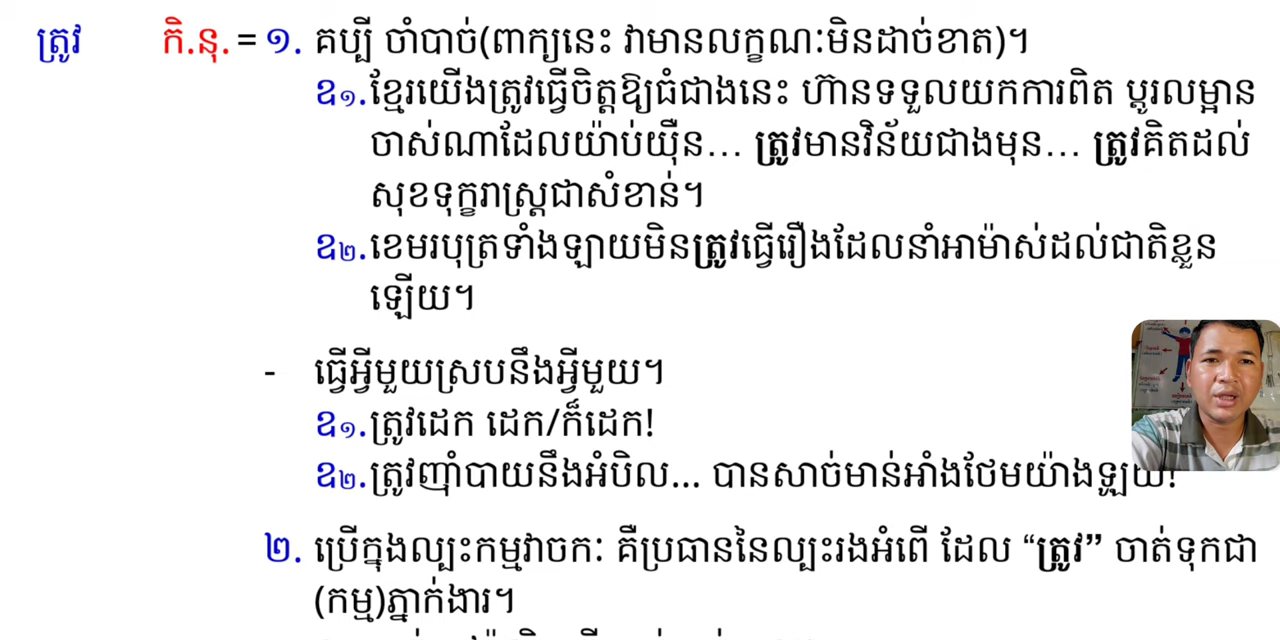 ត្រូវ កិ.នុ. = ១. គប្បី ចាំបាច់(ពាក្យនេះ វាមានលក្ខណៈមិនដាច់ខាត)។
ឧ១.ខ្មែរយើងត្រូវធ្វើចិត្តឱ្យធំជាងនេះ ហ៊ានទទួលយកការពិត ប្ដូរលម្អាន
ចាស់ណាដែលយ៉ាប់យ៉ឺន... ត្រូវមានវិន័យជាងមុន... ត្រូវគិតដល់
សុខទុក្ខរាស្ត្រជាសំខាន់។
ឧ២.ខេមរបុត្រទាំងឡាយមិនត្រូវធ្វើរឿងដែលនាំអាម៉ាស់ដល់ជាតិខ្លួន
ឡើយ។
- ធ្វើអ្វីមួយស្របនឹងអ្វីមួយ។
ឧ១.ត្រូវដេក ដេក/ក៏ដេក!
ឧ២.ត្រូវញ៉ាំបាយនឹងអំបិល... បានសាច់មាន់អាំងថែមយ៉ាងឡូយ!
២. ប្រើក្នុងល្បះកម្មវាចកៈ គឺប្រធាននៃល្បះរងអំពើ ដែល “ត្រូវ” ចាត់ទុកជា
(កម្ម)ភ្នាក់ងារ។